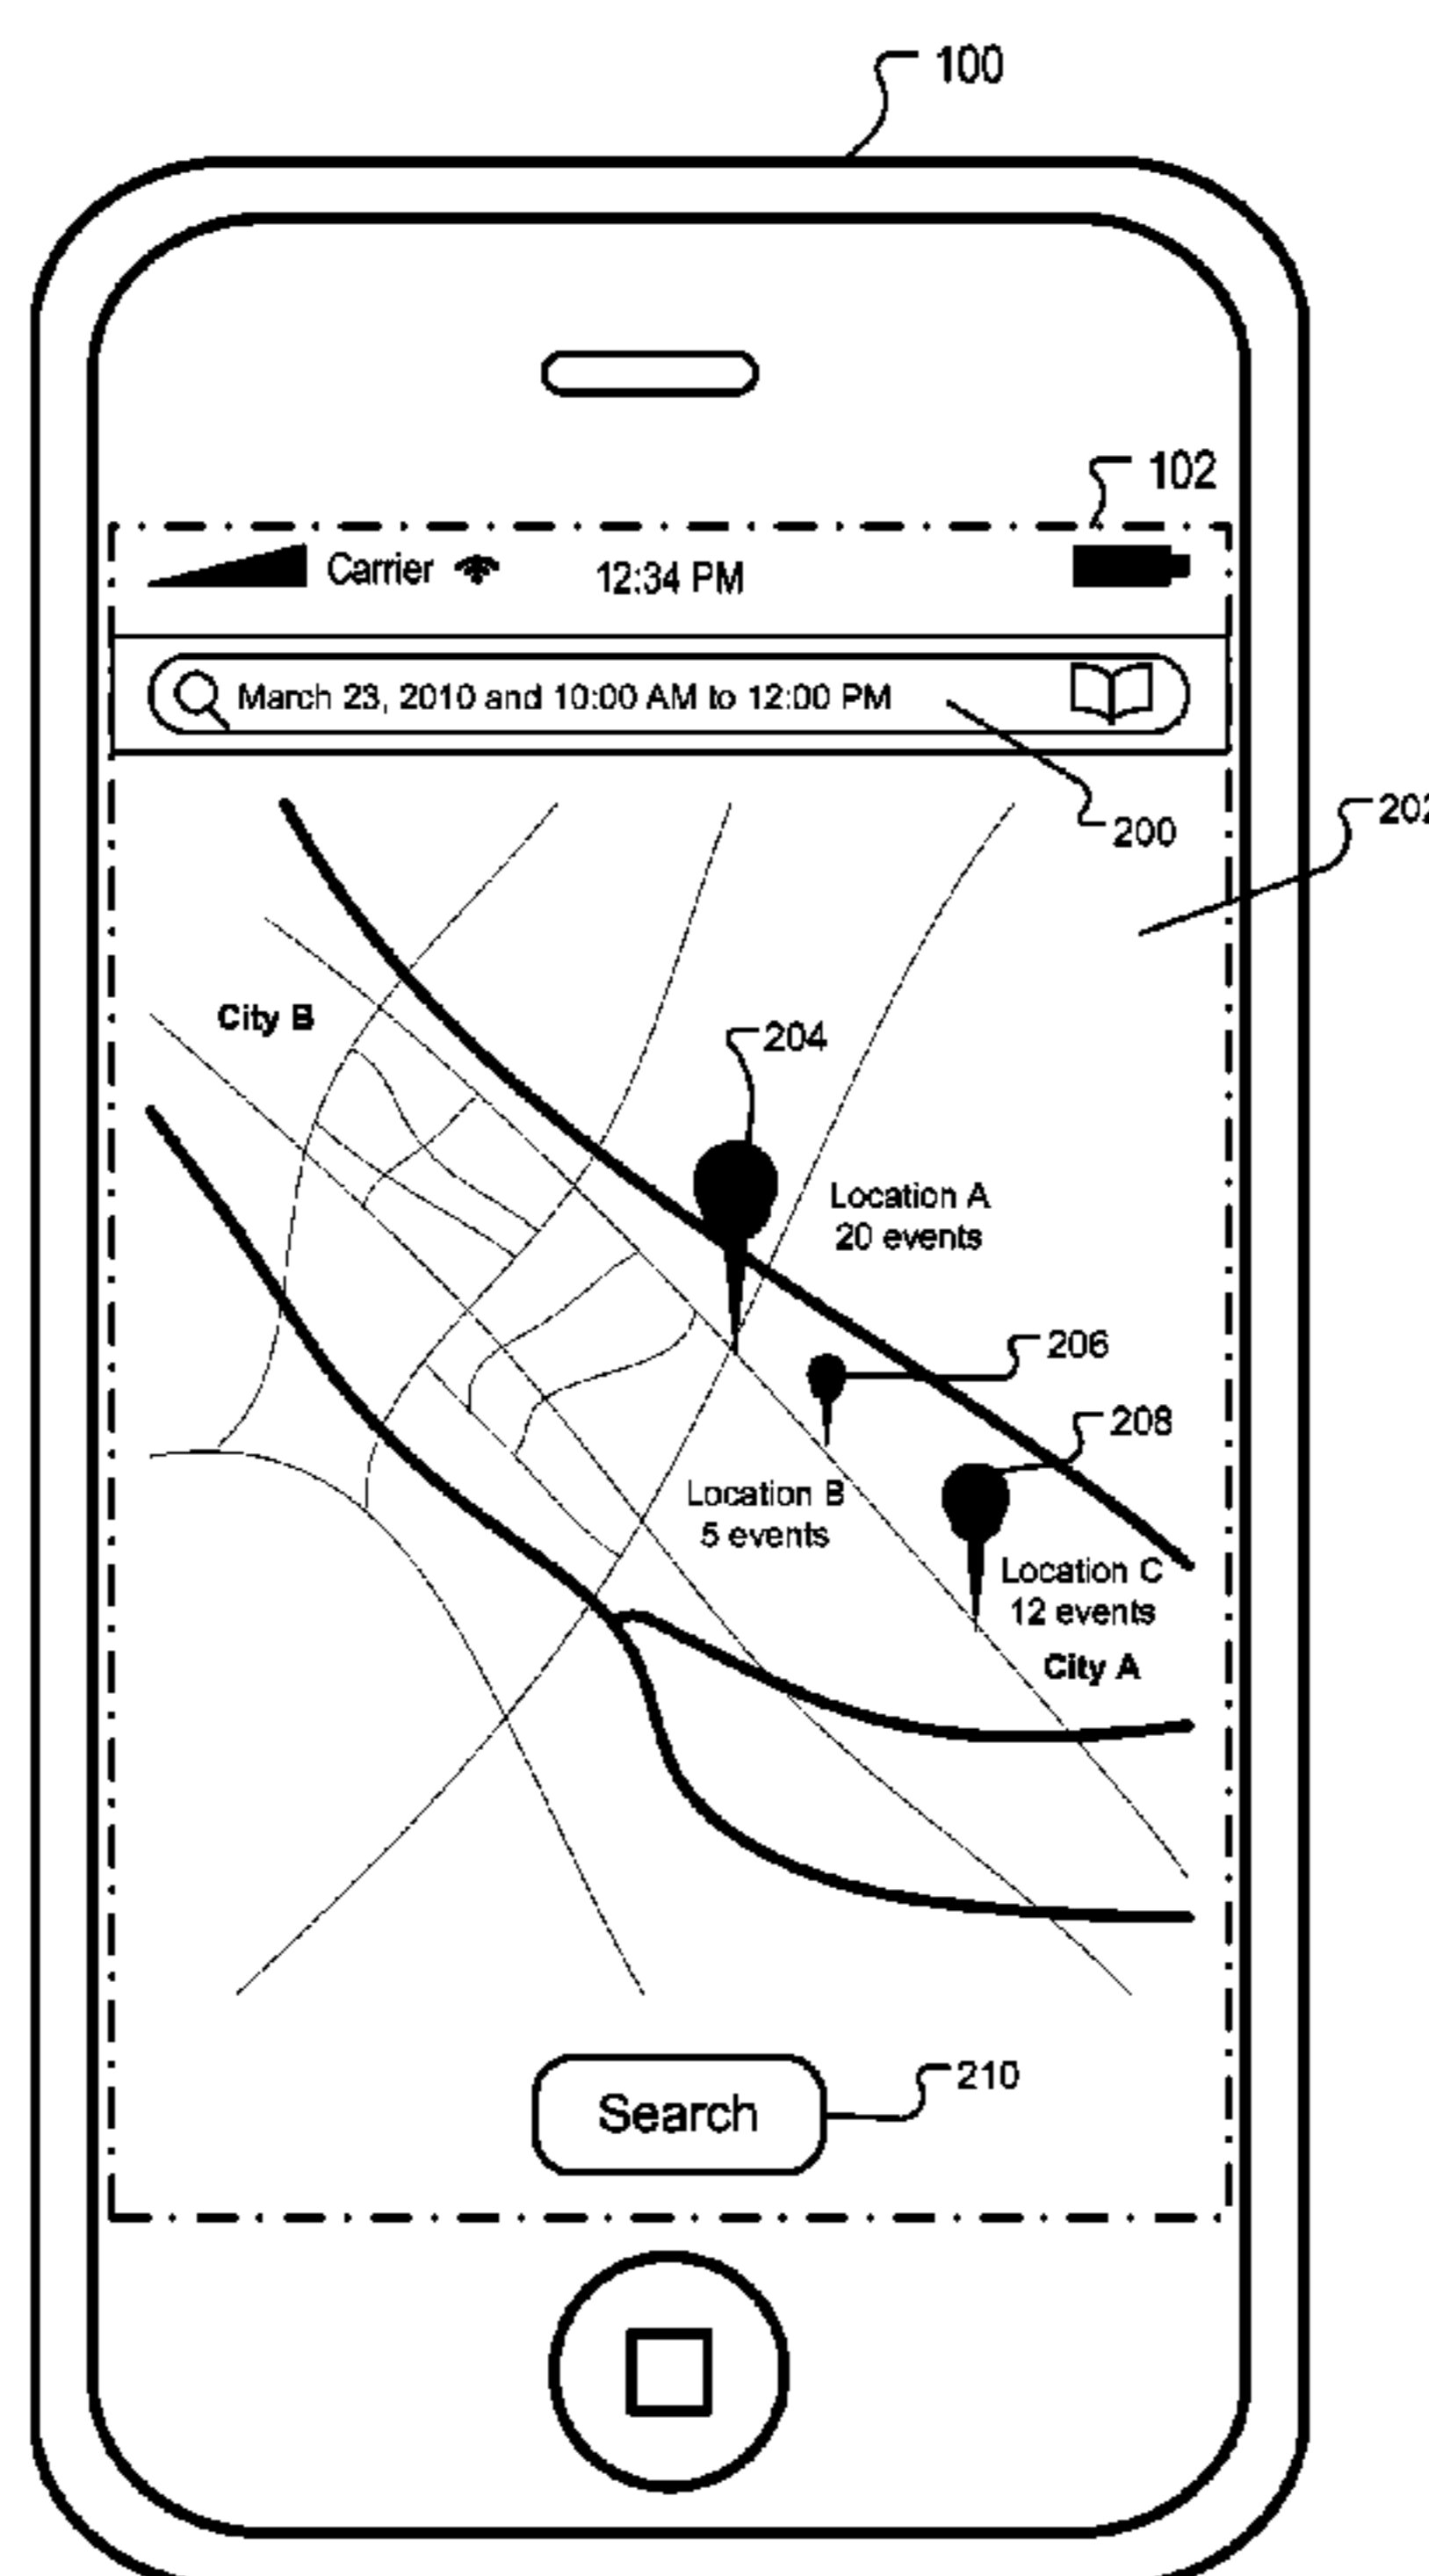 100
102
Carrier
12:34 PM
March 23, 2010 and 10:00 AM to 12:00 PM
200
202
City B
204
Location A
20 events
206
208
Location B
5 events
Location C
12 events
City A
210
Search